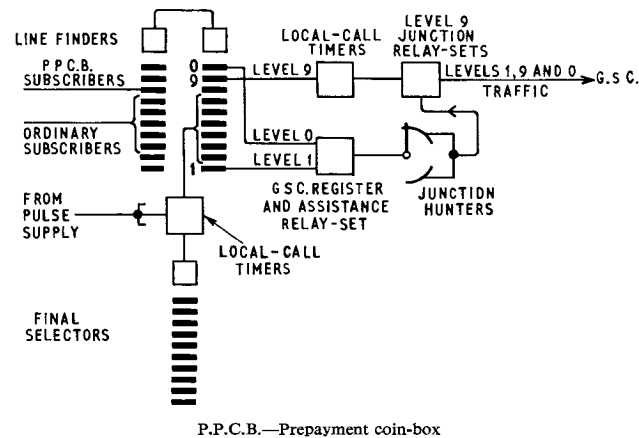 LINE FINDERS
P.P.C.B.
SUBSCRIBERS
ORDINARY
SUBSCRIBERS
0
9
1
LEVEL 9
LOCAL-CALL
TIMERS
LEVEL 9
JUNCTION
RELAY-SETS
LEVELS 1,9 AND 0
TRAFFIC
G.S.C.
LEVEL 0
LEVEL 1
G.S.C. REGISTER
AND ASSISTANCE
RELAY-SET
JUNCTION
HUNTERS
FROM
PULSE
SUPPLY
LOCAL-CALL
TIMERS
FINAL
SELECTORS
P.P.C.B.—Prepayment coin-box